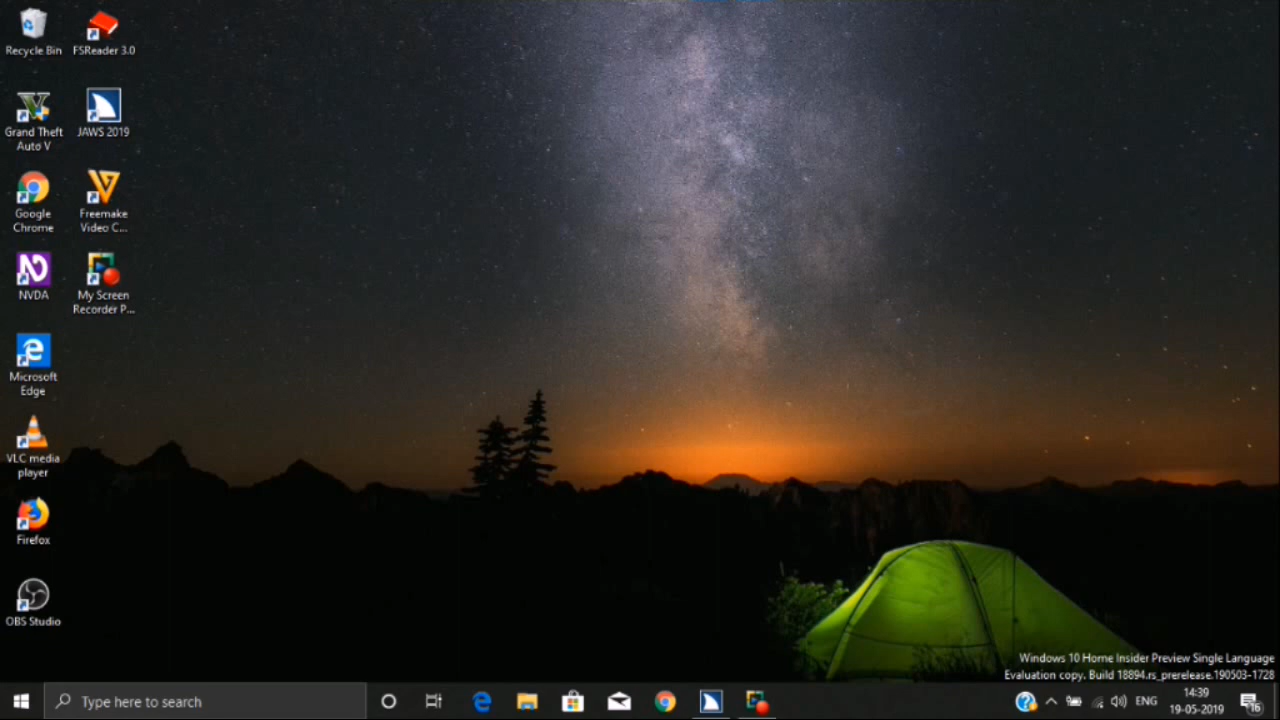 Recycle Bin
FSReader 3.0
Grand Theft
Auto V
JAWS 2019
Google
Chrome
Freemake
Video C...
NVDA
My Screen
Recorder P...
Microsoft
Edge
VLC media
player
Firefox
OBS Studio
Windows 10 Home Insider Preview Single Language
Evaluation copy. Build 18894.rs_prerelease.190503-1728
Type here to search
ENG
14:39
19-05-2019
16